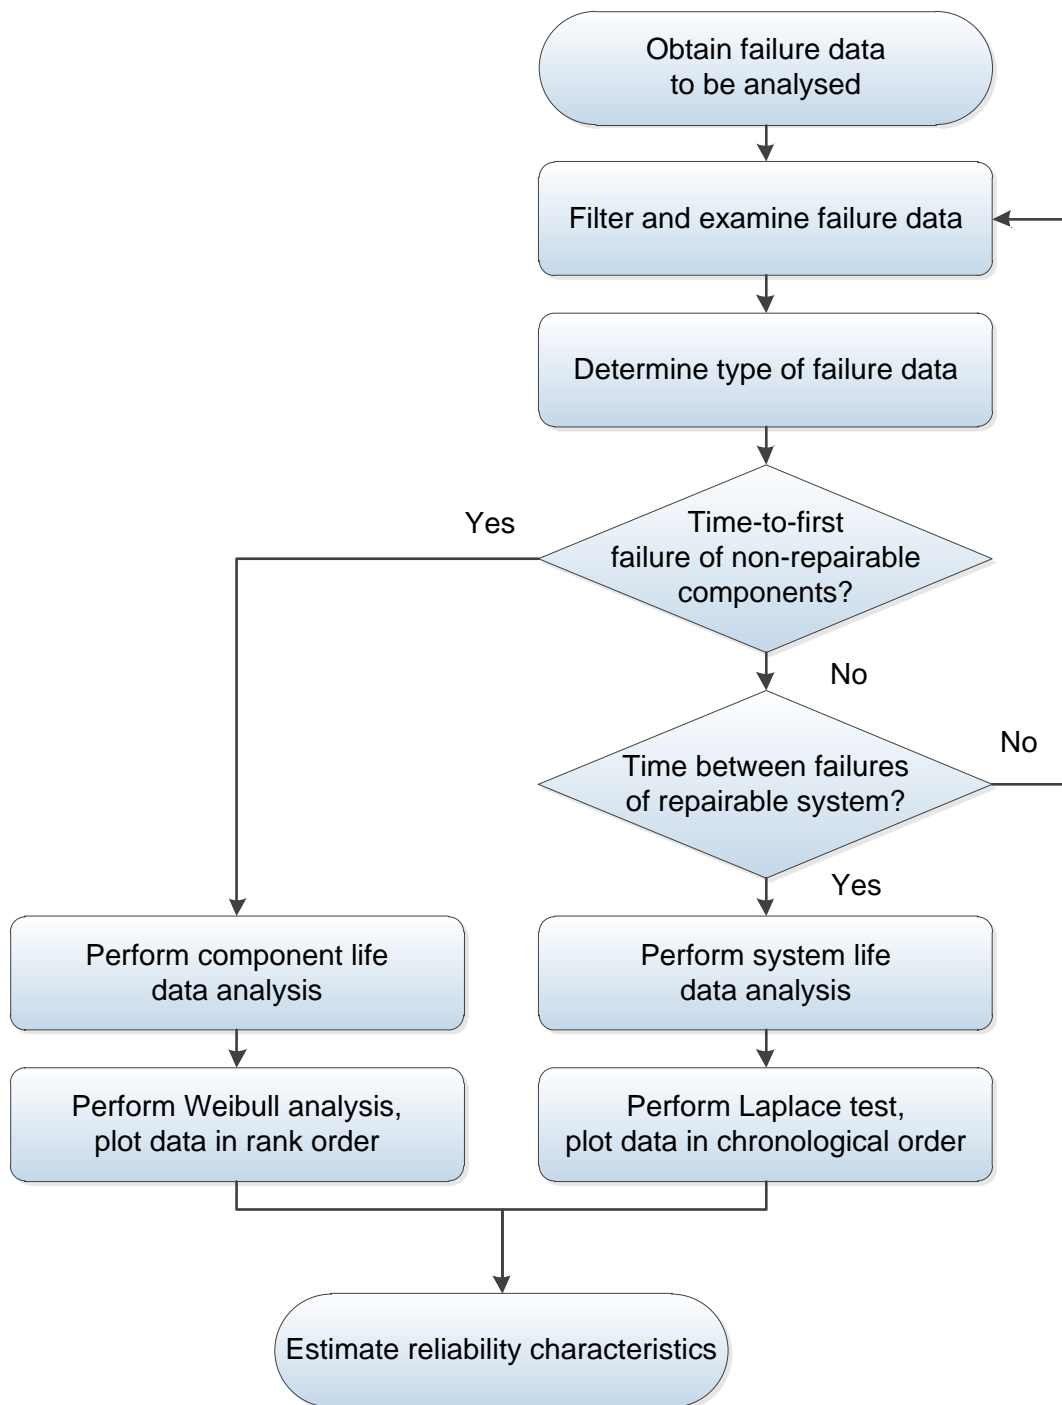 Obtain failure data
to be analysed
Filter and examine failure data
Determine type of failure data
Yes
Time-to-first
failure of non-repairable
components?
No
No
Time between failures
of repairable system?
Yes
Perform component life
data analysis
Perform system life
data analysis
Perform Weibull analysis,
plot data in rank order
Perform Laplace test,
plot data in chronological order
Estimate reliability characteristics